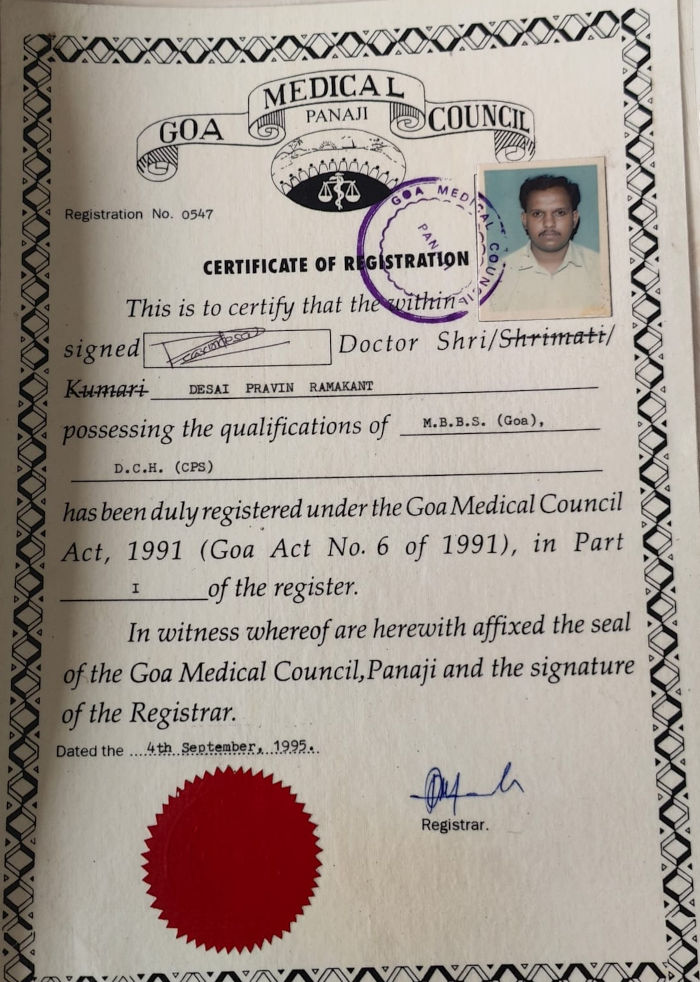 GOA MEDICAL COUNCIL
PANAJI
Registration No. 0547
GOA MEDICAL COUNCIL
PANAJI
CERTIFICATE OF REGISTRATION
This is to certify that the within-
signed Doctor Shri/Shrimati/
Kumari DESAI PRAVIN RAMAKANT
possessing the qualifications of M.B.B.S. (Goa),
D.C.H. (CPS)
has been duly registered under the Goa Medical Council
Act, 1991 (Goa Act No. 6 of 1991), in Part
I of the register.
In witness whereof are herewith affixed the seal
of the Goa Medical Council, Panaji and the signature
of the Registrar.
Dated the 4th September, 1995.
Registrar.